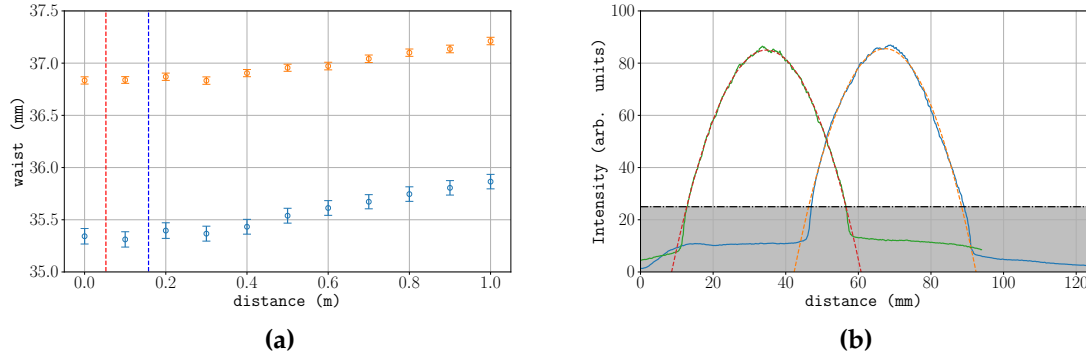 37.5
37.0
36.5
36.0
35.5
35.0
waist (mm)
0.0 0.2 0.4 0.6 0.8 1.0
distance (m)
(a)
100
80
60
40
20
0
Intensity (arb. units)
0 20 40 60 80 100 120
distance (mm)
(b)